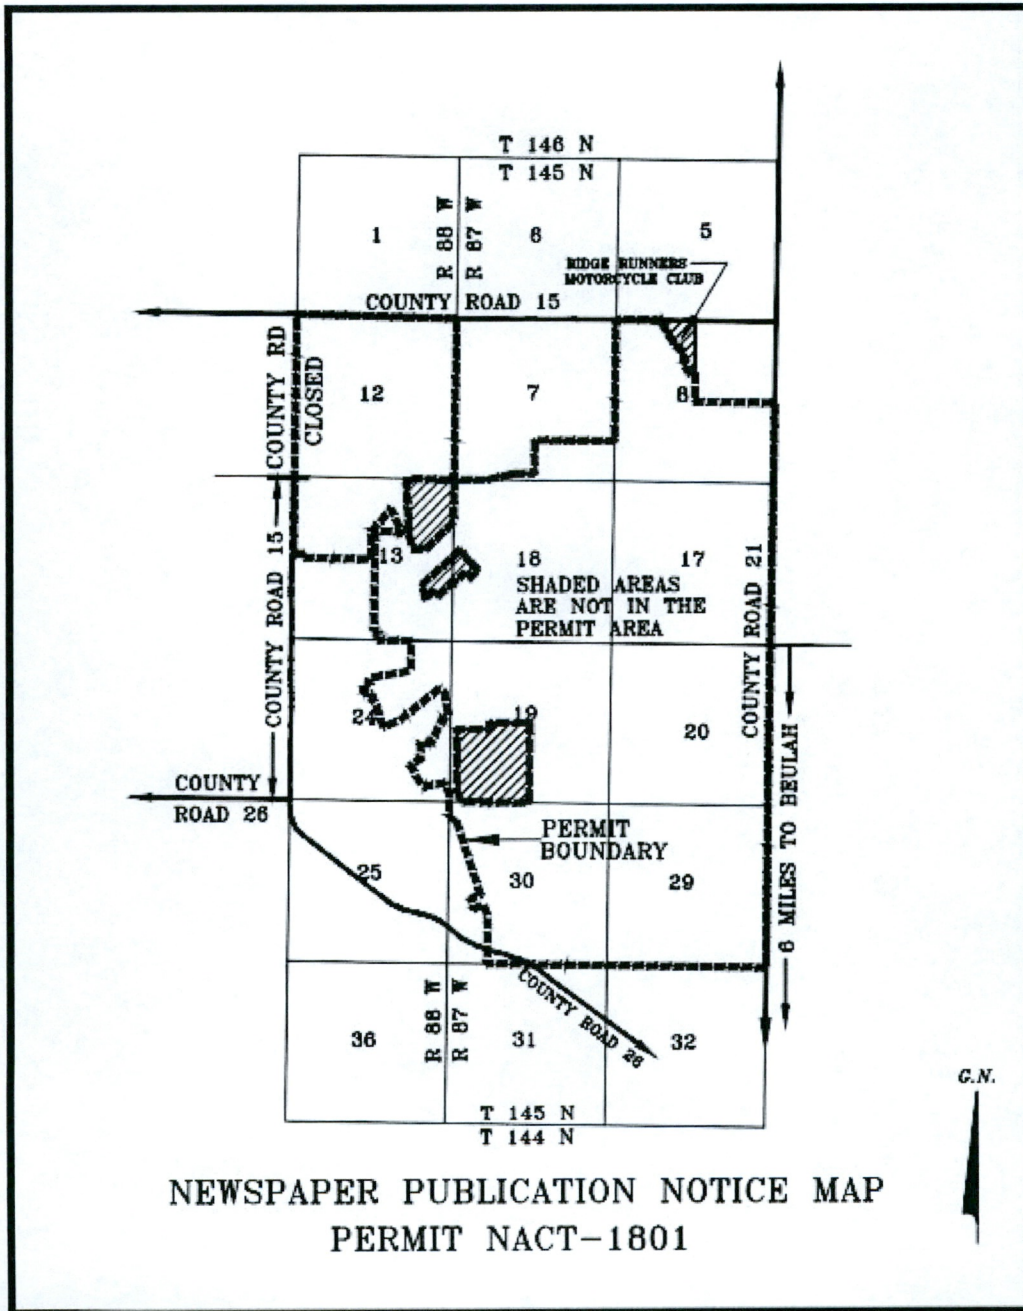 T 146 N
T 145 N
R 88 W
R 87 W
1
6
5
RIDGE RUNNERS
MOTORCYCLE CLUB
COUNTY ROAD 15
COUNTY RD
CLOSED
12
7
8
COUNTY ROAD 15
13
18
17
SHADED AREAS
ARE NOT IN THE
PERMIT AREA
COUNTY ROAD 21
24
19
20
COUNTY
ROAD 26
6 MILES TO BEULAH
PERMIT
BOUNDARY
25
30
29
COUNTY ROAD 26
R 88 W
R 87 W
36
31
32
T 145 N
T 144 N
G.N.
NEWSPAPER PUBLICATION NOTICE MAP
PERMIT NACT-1801